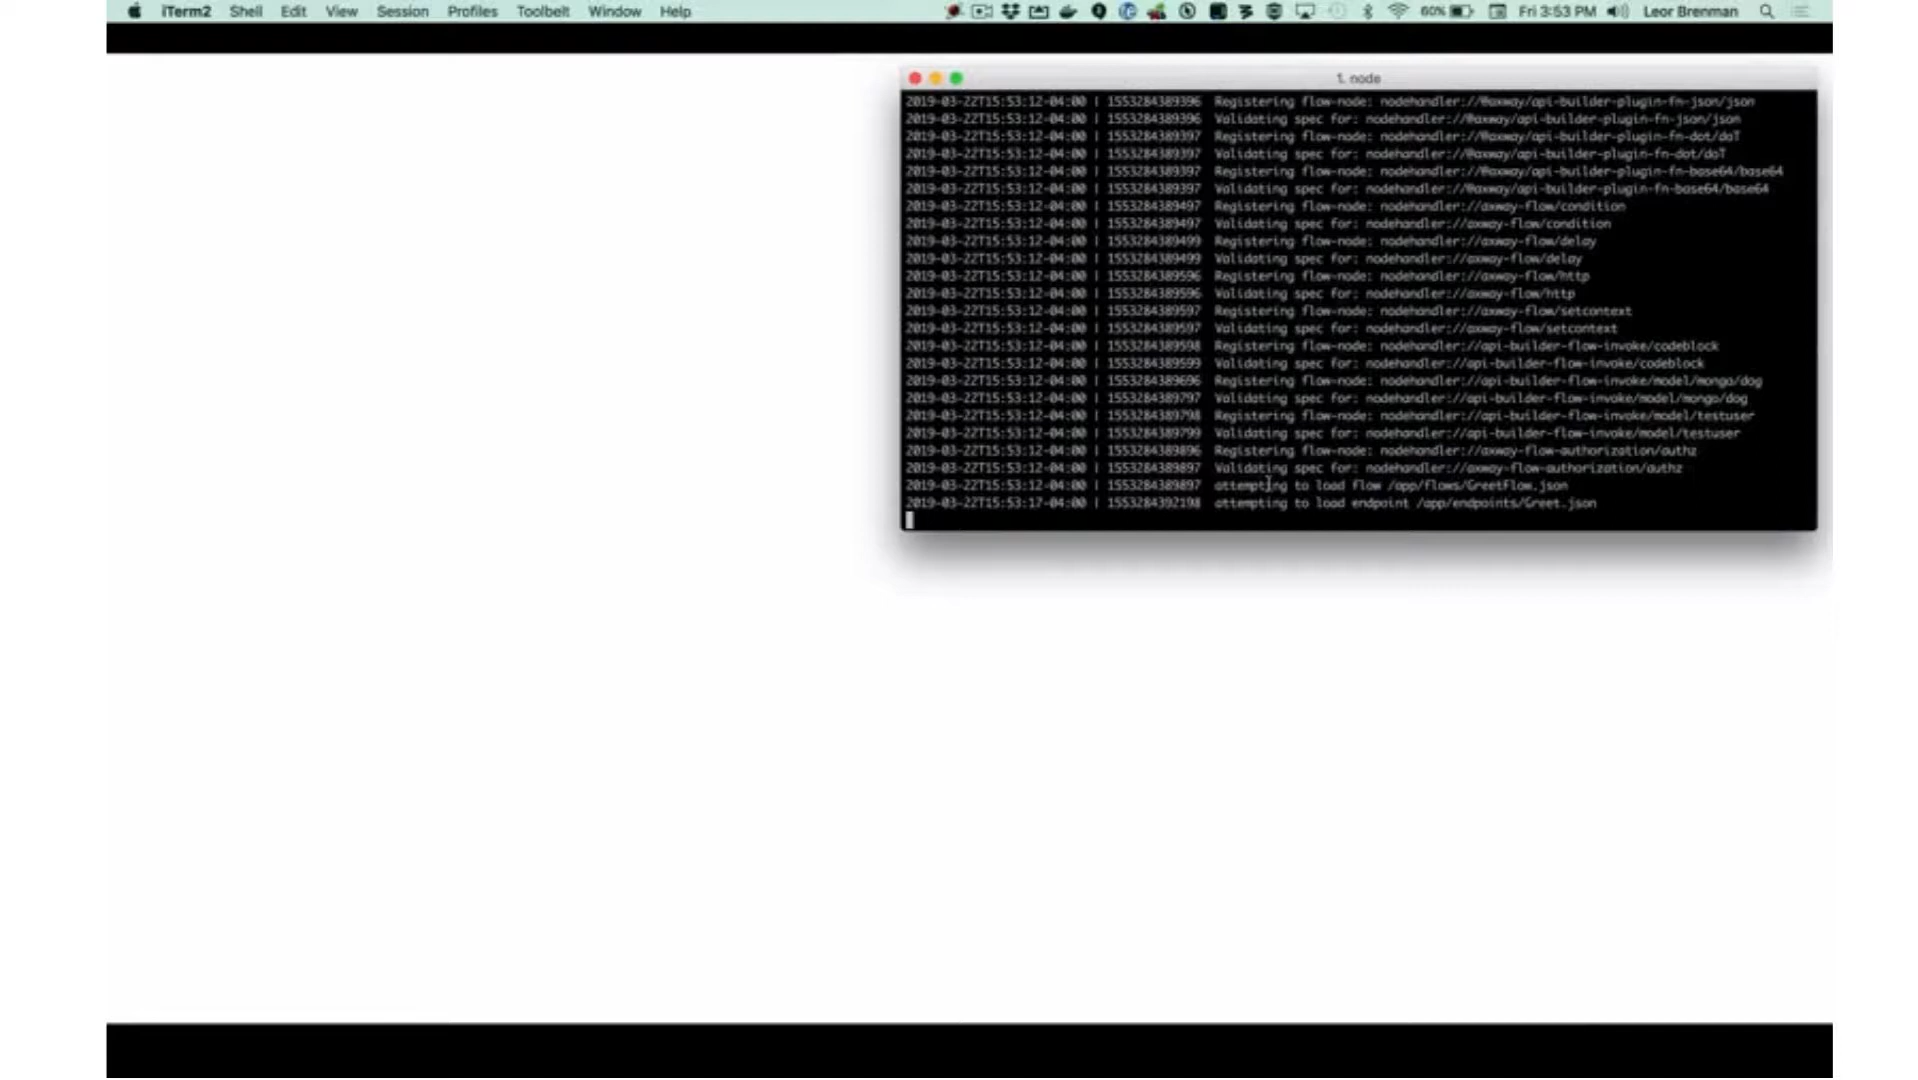 iTerm2 Shell Edit View Session Profiles Toolbelt Window Help 60% Fri 3:53 PM Leor Brenman
1. node
2019-03-22T15:53:12-04:00 | 1553284389396 Registering flow-node: nodehandler://@axway/api-builder-plugin-fn-json/json
2019-03-22T15:53:12-04:00 | 1553284389396 Validating spec for: nodehandler://@axway/api-builder-plugin-fn-json/json
2019-03-22T15:53:12-04:00 | 1553284389397 Registering flow-node: nodehandler://@axway/api-builder-plugin-fn-dot/doT
2019-03-22T15:53:12-04:00 | 1553284389397 Validating spec for: nodehandler://@axway/api-builder-plugin-fn-dot/doT
2019-03-22T15:53:12-04:00 | 1553284389397 Registering flow-node: nodehandler://@axway/api-builder-plugin-fn-base64/base64
2019-03-22T15:53:12-04:00 | 1553284389397 Validating spec for: nodehandler://@axway/api-builder-plugin-fn-base64/base64
2019-03-22T15:53:12-04:00 | 1553284389497 Registering flow-node: nodehandler://axway-flow/condition
2019-03-22T15:53:12-04:00 | 1553284389497 Validating spec for: nodehandler://axway-flow/condition
2019-03-22T15:53:12-04:00 | 1553284389499 Registering flow-node: nodehandler://axway-flow/delay
2019-03-22T15:53:12-04:00 | 1553284389499 Validating spec for: nodehandler://axway-flow/delay
2019-03-22T15:53:12-04:00 | 1553284389596 Registering flow-node: nodehandler://axway-flow/http
2019-03-22T15:53:12-04:00 | 1553284389596 Validating spec for: nodehandler://axway-flow/http
2019-03-22T15:53:12-04:00 | 1553284389597 Registering flow-node: nodehandler://axway-flow/setcontext
2019-03-22T15:53:12-04:00 | 1553284389597 Validating spec for: nodehandler://axway-flow/setcontext
2019-03-22T15:53:12-04:00 | 1553284389598 Registering flow-node: nodehandler://api-builder-flow-invoke/codeblock
2019-03-22T15:53:12-04:00 | 1553284389599 Validating spec for: nodehandler://api-builder-flow-invoke/codeblock
2019-03-22T15:53:12-04:00 | 1553284389696 Registering flow-node: nodehandler://api-builder-flow-invoke/model/mongo/dog
2019-03-22T15:53:12-04:00 | 1553284389797 Validating spec for: nodehandler://api-builder-flow-invoke/model/mongo/dog
2019-03-22T15:53:12-04:00 | 1553284389798 Registering flow-node: nodehandler://api-builder-flow-invoke/model/testuser
2019-03-22T15:53:12-04:00 | 1553284389799 Validating spec for: nodehandler://api-builder-flow-invoke/model/testuser
2019-03-22T15:53:12-04:00 | 1553284389896 Registering flow-node: nodehandler://axway-flow-authorization/authz
2019-03-22T15:53:12-04:00 | 1553284389897 Validating spec for: nodehandler://axway-flow-authorization/authz
2019-03-22T15:53:12-04:00 | 1553284389897 attempting to load flow /app/flows/GreetFlow.json
2019-03-22T15:53:17-04:00 | 1553284392198 attempting to load endpoint /app/endpoints/Greet.json